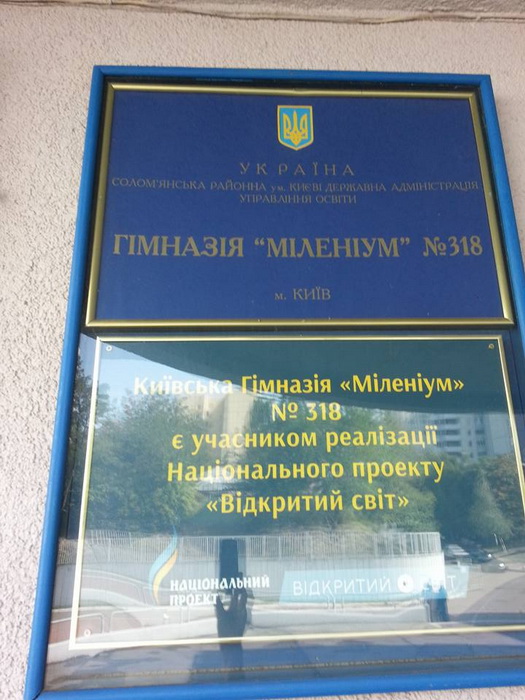 УКРАЇНА
СОЛОМ'ЯНСЬКА РАЙОННА у м. КИЄВІ ДЕРЖАВНА АДМІНІСТРАЦІЯ
УПРАВЛІННЯ ОСВІТИ
ГІМНАЗІЯ "МІЛЕНІУМ" №318
м. КИЇВ
Київська Гімназія «Міленіум»
№ 318
є учасником реалізації
Національного проекту
«Відкритий світ»
НАЦІОНАЛЬНИЙ
ПРОЕКТ
ВІДКРИТИЙ СВІТ